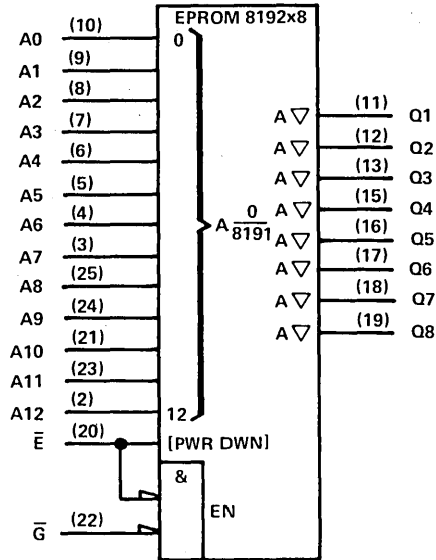 EPROM 8192x8
A0 (10) 0
A1 (9)
A2 (8)
A3 (7)
A4 (6)
A5 (5)
A6 (4)
A7 (3)
A8 (25)
A9 (24)
A10 (21)
A11 (23)
A12 (2) 12
A 0/8191
A ▽ (11) Q1
A ▽ (12) Q2
A ▽ (13) Q3
A ▽ (15) Q4
A ▽ (16) Q5
A ▽ (17) Q6
A ▽ (18) Q7
A ▽ (19) Q8
E̅ (20) [PWR DWN]
&
EN
G̅ (22)